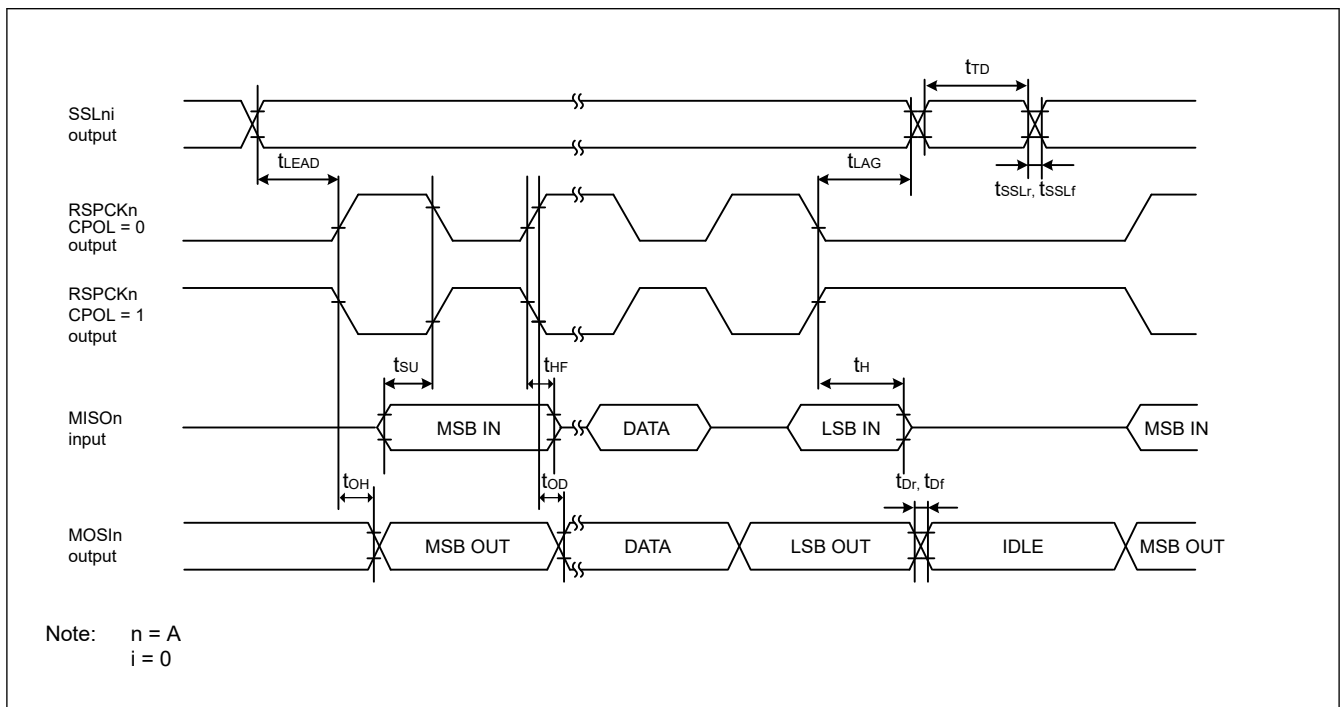 tTD
SSLni
output
tLEAD
tLAG
tSSLr, tSSLf
RSPCKn
CPOL = 0
output
RSPCKn
CPOL = 1
output
tSU
tHF
tH
MISOn
input
MSB IN
DATA
LSB IN
MSB IN
tOH
tOD
tDr, tDf
MOSIn
output
MSB OUT
DATA
LSB OUT
IDLE
MSB OUT
Note: n = A
i = 0